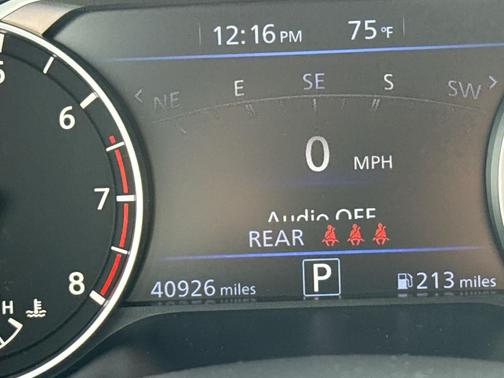 12:16 PM 75°F
NE E SE S SW
5
6
7
8
0 MPH
Audio OFF
REAR
40926 miles P 213 miles
H